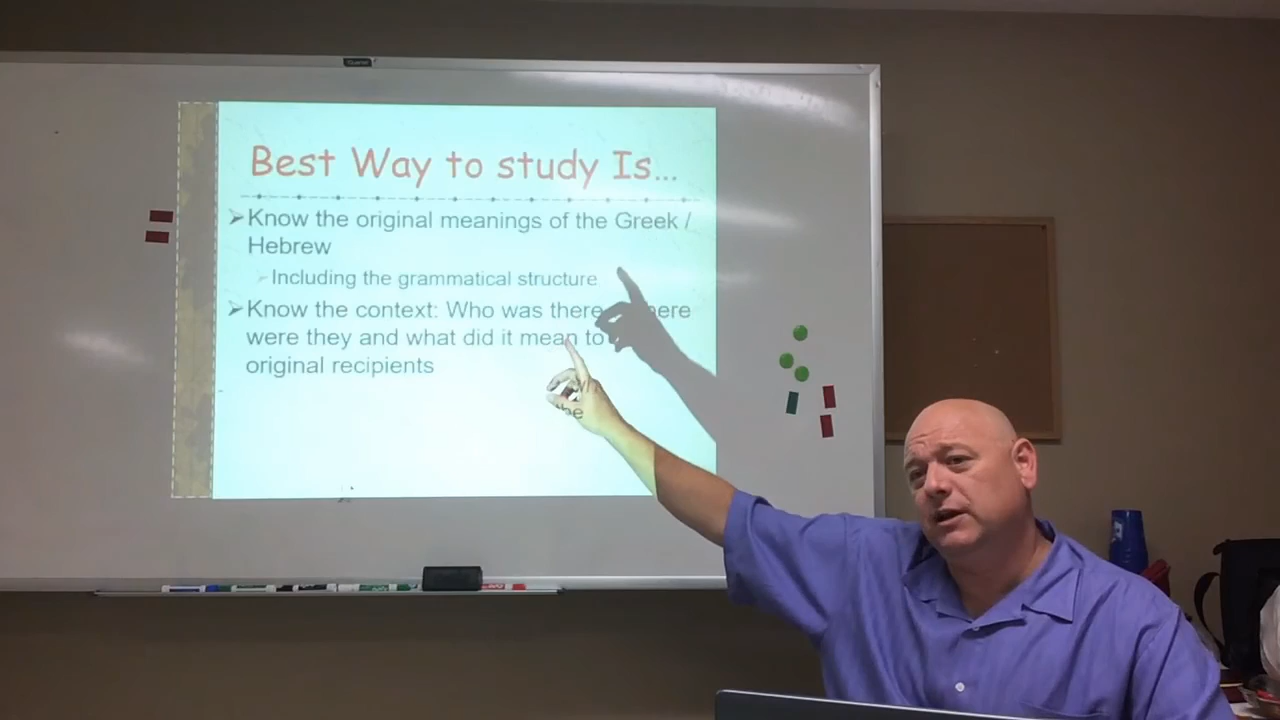 Best Way to study Is...
➢Know the original meanings of the Greek /
Hebrew
➢Including the grammatical structure
➢Know the context: Who was there
were they and what did it mean to
original recipients
the